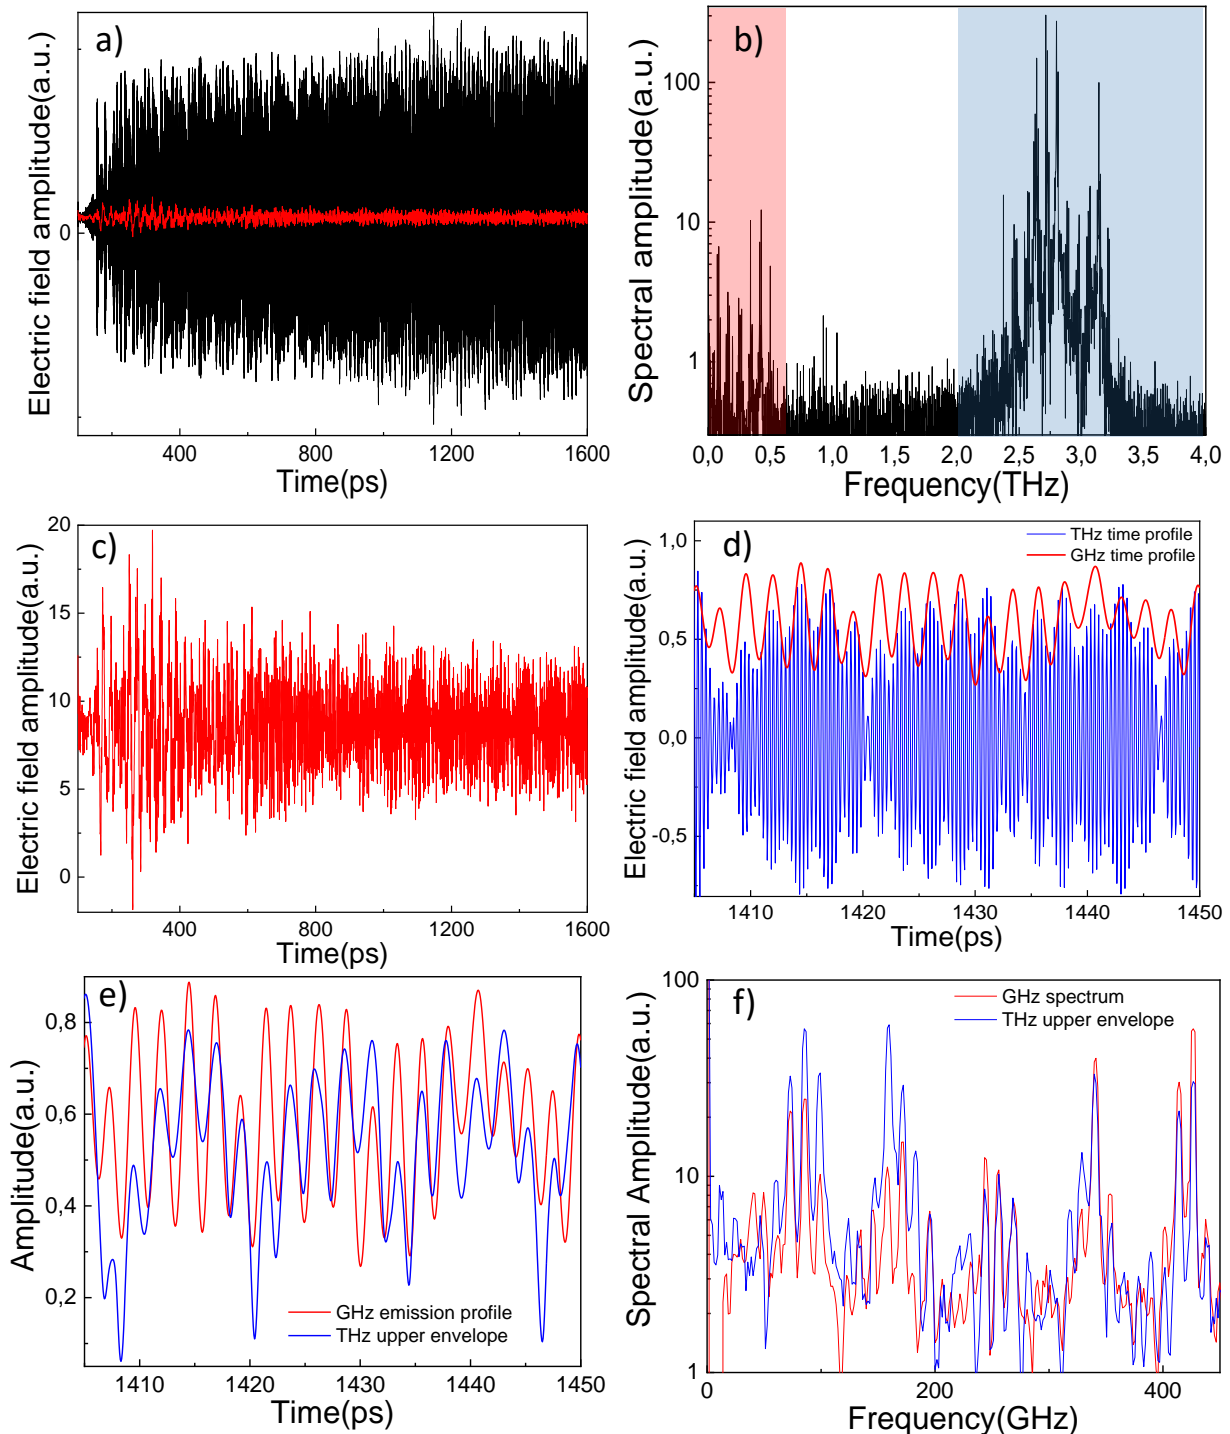 a)
Electric field amplitude(a.u.)
0
400
800
1200
1600
Time(ps)
b)
Spectral amplitude(a.u.)
100
10
1
0,0
0,5
1,0
1,5
2,0
2,5
3,0
3,5
4,0
Frequency(THz)
c)
Electric field amplitude(a.u.)
20
15
10
5
0
400
800
1200
1600
Time(ps)
d)
THz time profile
GHz time profile
Electric field amplitude(a.u.)
1,0
0,5
0,0
-0,5
1410
1420
1430
1440
1450
Time(ps)
e)
Amplitude(a.u.)
0,8
0,6
0,4
0,2
GHz emission profile
THz upper envelope
1410
1420
1430
1440
1450
Time(ps)
f)
GHz spectrum
THz upper envelope
Spectral Amplitude(a.u.)
100
10
1
0
200
400
Frequency(GHz)